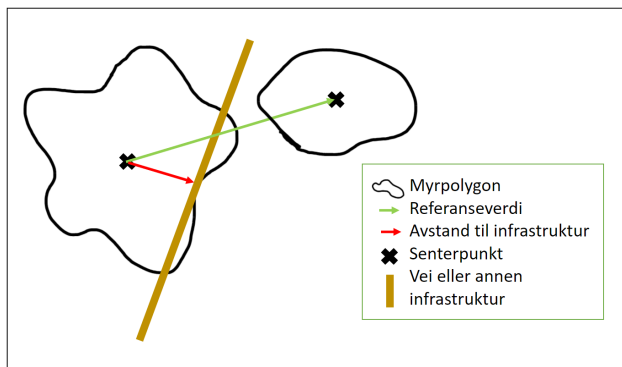 Myrpolygon
Referanseverdi
Avstand til infrastruktur
Senterpunkt
Vei eller annen
infrastruktur